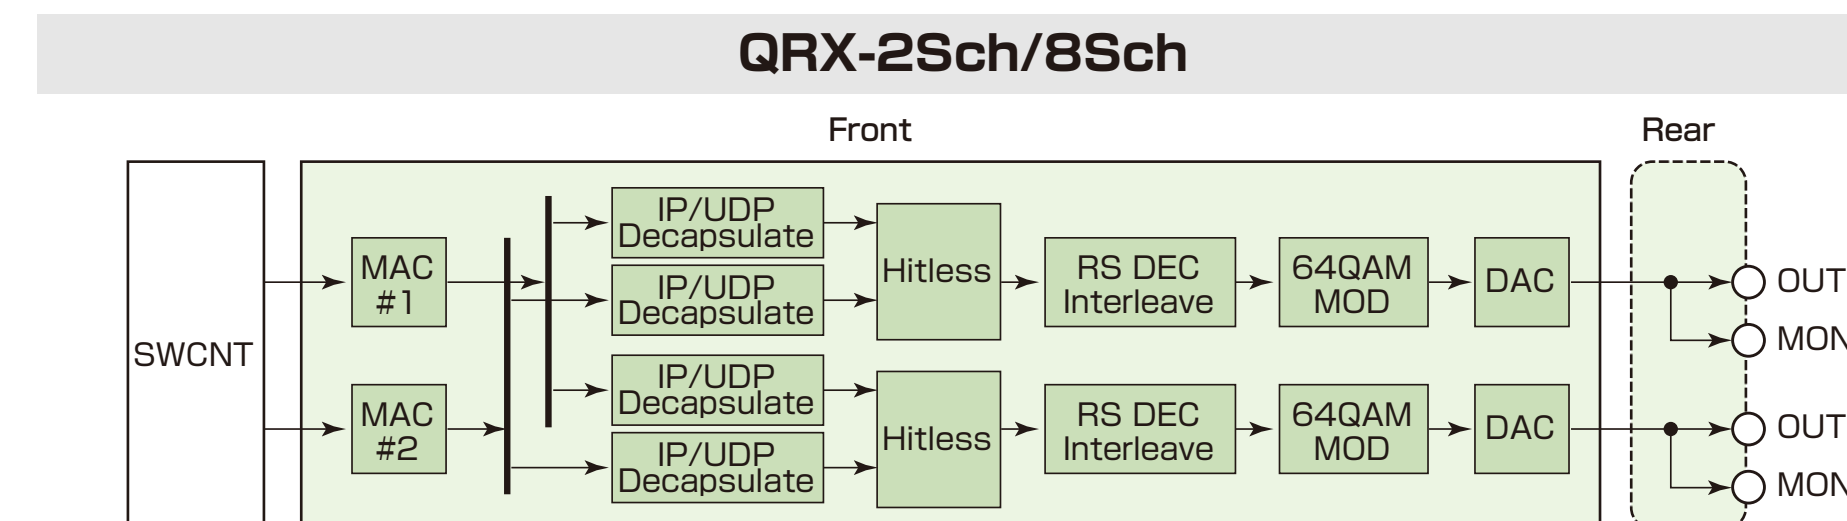 QRX-2Sch/8Sch
Front
Rear
SWCNT
MAC
#1
IP/UDP
Decapsulate
IP/UDP
Decapsulate
Hitless
RS DEC
Interleave
64QAM
MOD
DAC
OUT
MON
MAC
#2
IP/UDP
Decapsulate
IP/UDP
Decapsulate
Hitless
RS DEC
Interleave
64QAM
MOD
DAC
OUT
MON